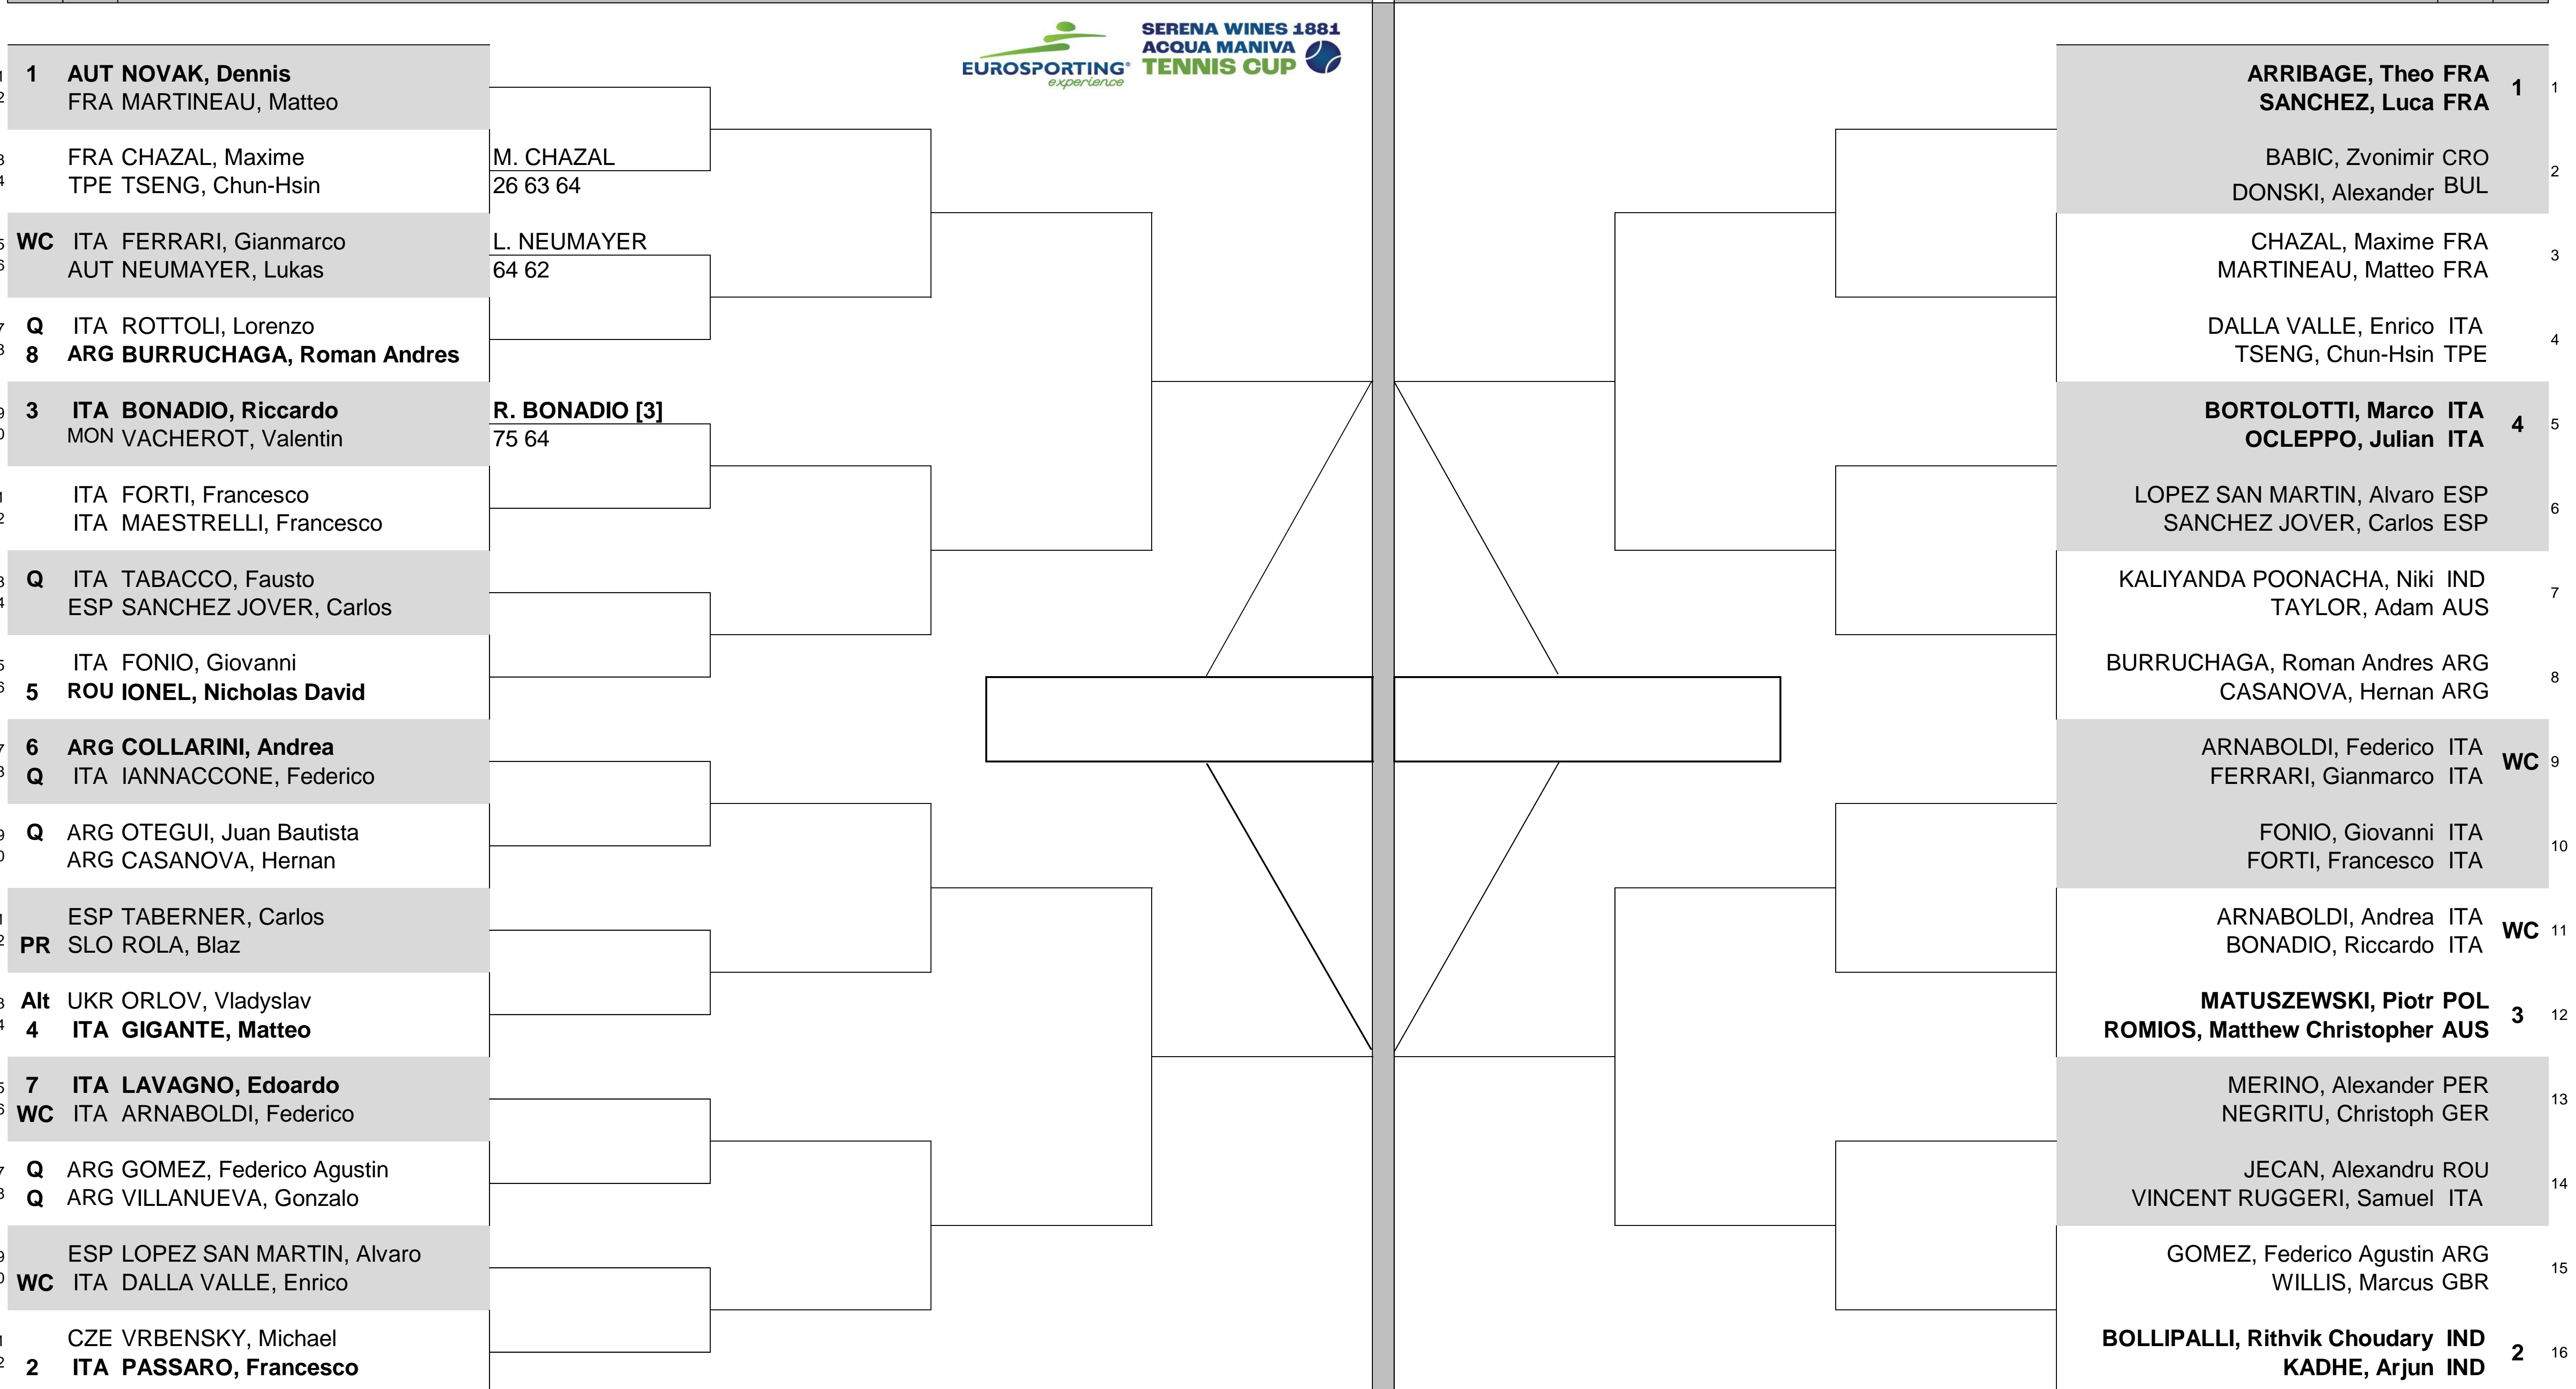 SERENA WINES 1881
ACQUA MANIVA
TENNIS CUP
EUROSPORTING®
experience
1 AUT NOVAK, Dennis
FRA MARTINEAU, Matteo
FRA CHAZAL, Maxime
TPE TSENG, Chun-Hsin
WC ITA FERRARI, Gianmarco
AUT NEUMAYER, Lukas
Q ITA ROTTOLI, Lorenzo
8 ARG BURRUCHAGA, Roman Andres
3 ITA BONADIO, Riccardo
MON VACHEROT, Valentin
ITA FORTI, Francesco
ITA MAESTRELLI, Francesco
Q ITA TABACCO, Fausto
ESP SANCHEZ JOVER, Carlos
ITA FONIO, Giovanni
5 ROU IONEL, Nicholas David
6 ARG COLLARINI, Andrea
Q ITA IANNACCONE, Federico
Q ARG OTEGUI, Juan Bautista
ARG CASANOVA, Hernan
ESP TABERNER, Carlos
PR SLO ROLA, Blaz
Alt UKR ORLOV, Vladyslav
4 ITA GIGANTE, Matteo
7 ITA LAVAGNO, Edoardo
WC ITA ARNABOLDI, Federico
Q ARG GOMEZ, Federico Agustin
Q ARG VILLANUEVA, Gonzalo
ESP LOPEZ SAN MARTIN, Alvaro
WC ITA DALLA VALLE, Enrico
CZE VRBENSKY, Michael
2 ITA PASSARO, Francesco
M. CHAZAL
26 63 64
L. NEUMAYER
64 62
R. BONADIO [3]
75 64
ARRIBAGE, Theo FRA
SANCHEZ, Luca FRA
1 1
BABIC, Zvonimir CRO
DONSKI, Alexander BUL
2
CHAZAL, Maxime FRA
MARTINEAU, Matteo FRA
3
DALLA VALLE, Enrico ITA
TSENG, Chun-Hsin TPE
4
BORTOLOTTI, Marco ITA
OCLEPPO, Julian ITA
4 5
LOPEZ SAN MARTIN, Alvaro ESP
SANCHEZ JOVER, Carlos ESP
6
KALIYANDA POONACHA, Niki IND
TAYLOR, Adam AUS
7
BURRUCHAGA, Roman Andres ARG
CASANOVA, Hernan ARG
8
ARNABOLDI, Federico ITA
FERRARI, Gianmarco ITA
WC 9
FONIO, Giovanni ITA
FORTI, Francesco ITA
10
ARNABOLDI, Andrea ITA
BONADIO, Riccardo ITA
WC 11
MATUSZEWSKI, Piotr POL
ROMIOS, Matthew Christopher AUS
3 12
MERINO, Alexander PER
NEGRITU, Christoph GER
13
JECAN, Alexandru ROU
VINCENT RUGGERI, Samuel ITA
14
GOMEZ, Federico Agustin ARG
WILLIS, Marcus GBR
15
BOLLIPALLI, Rithvik Choudary IND
KADHE, Arjun IND
2 16